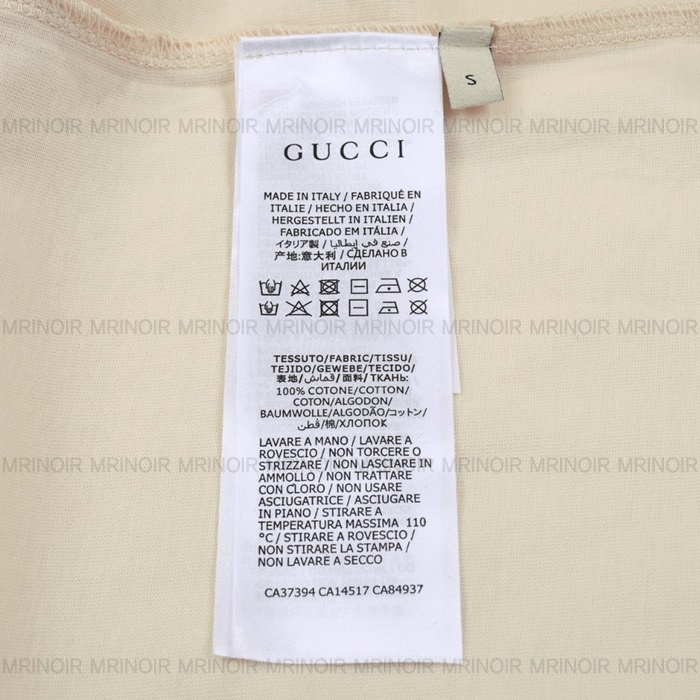 S
GUCCI
MRINOIR MRINOIR MRINOIR MRINOIR MRINOIR MRINOIR MRINOIR MRINOIR
MADE IN ITALY / FABRIQUÉ EN
ITALIE / HECHO EN ITALIA /
HERGESTELLT IN ITALIEN /
FABRICADO EM ITÁLIA /
イタリア製 / صنع في إيطاليا /
产地:意大利 / СДЕЛАНО В
ИТАЛИИ
MRINOIR MRINOIR MRINOIR MRINOIR MRINOIR MRINOIR MRINOIR MRINOIR
TESSUTO/FABRIC/TISSU/
TEJIDO/GEWEBE/TECIDO/
表地/قماش/面料/ТКАНЬ:
100% COTONE/COTTON/
COTON/ALGODON/
BAUMWOLLE/ALGODÃO/コットン/
قطن/棉/ХЛОПОК
LAVARE A MANO / LAVARE A
ROVESCIO / NON TORCERE O
STRIZZARE / NON LASCIARE IN
MRINOIR MRINOIR MRINOIR MRINOIR MRINOIR MRINOIR MRINOIR MRINOIR
AMMOLLO / NON TRATTARE
CON CLORO / NON USARE
ASCIUGATRICE / ASCIUGARE
IN PIANO / STIRARE A
TEMPERATURA MASSIMA 110
°C / STIRARE A ROVESCIO /
NON STIRARE LA STAMPA /
NON LAVARE A SECCO
CA37394 CA14517 CA84937
MRINOIR MRINOIR MRINOIR MRINOIR MRINOIR MRINOIR MRINOIR MRINOIR